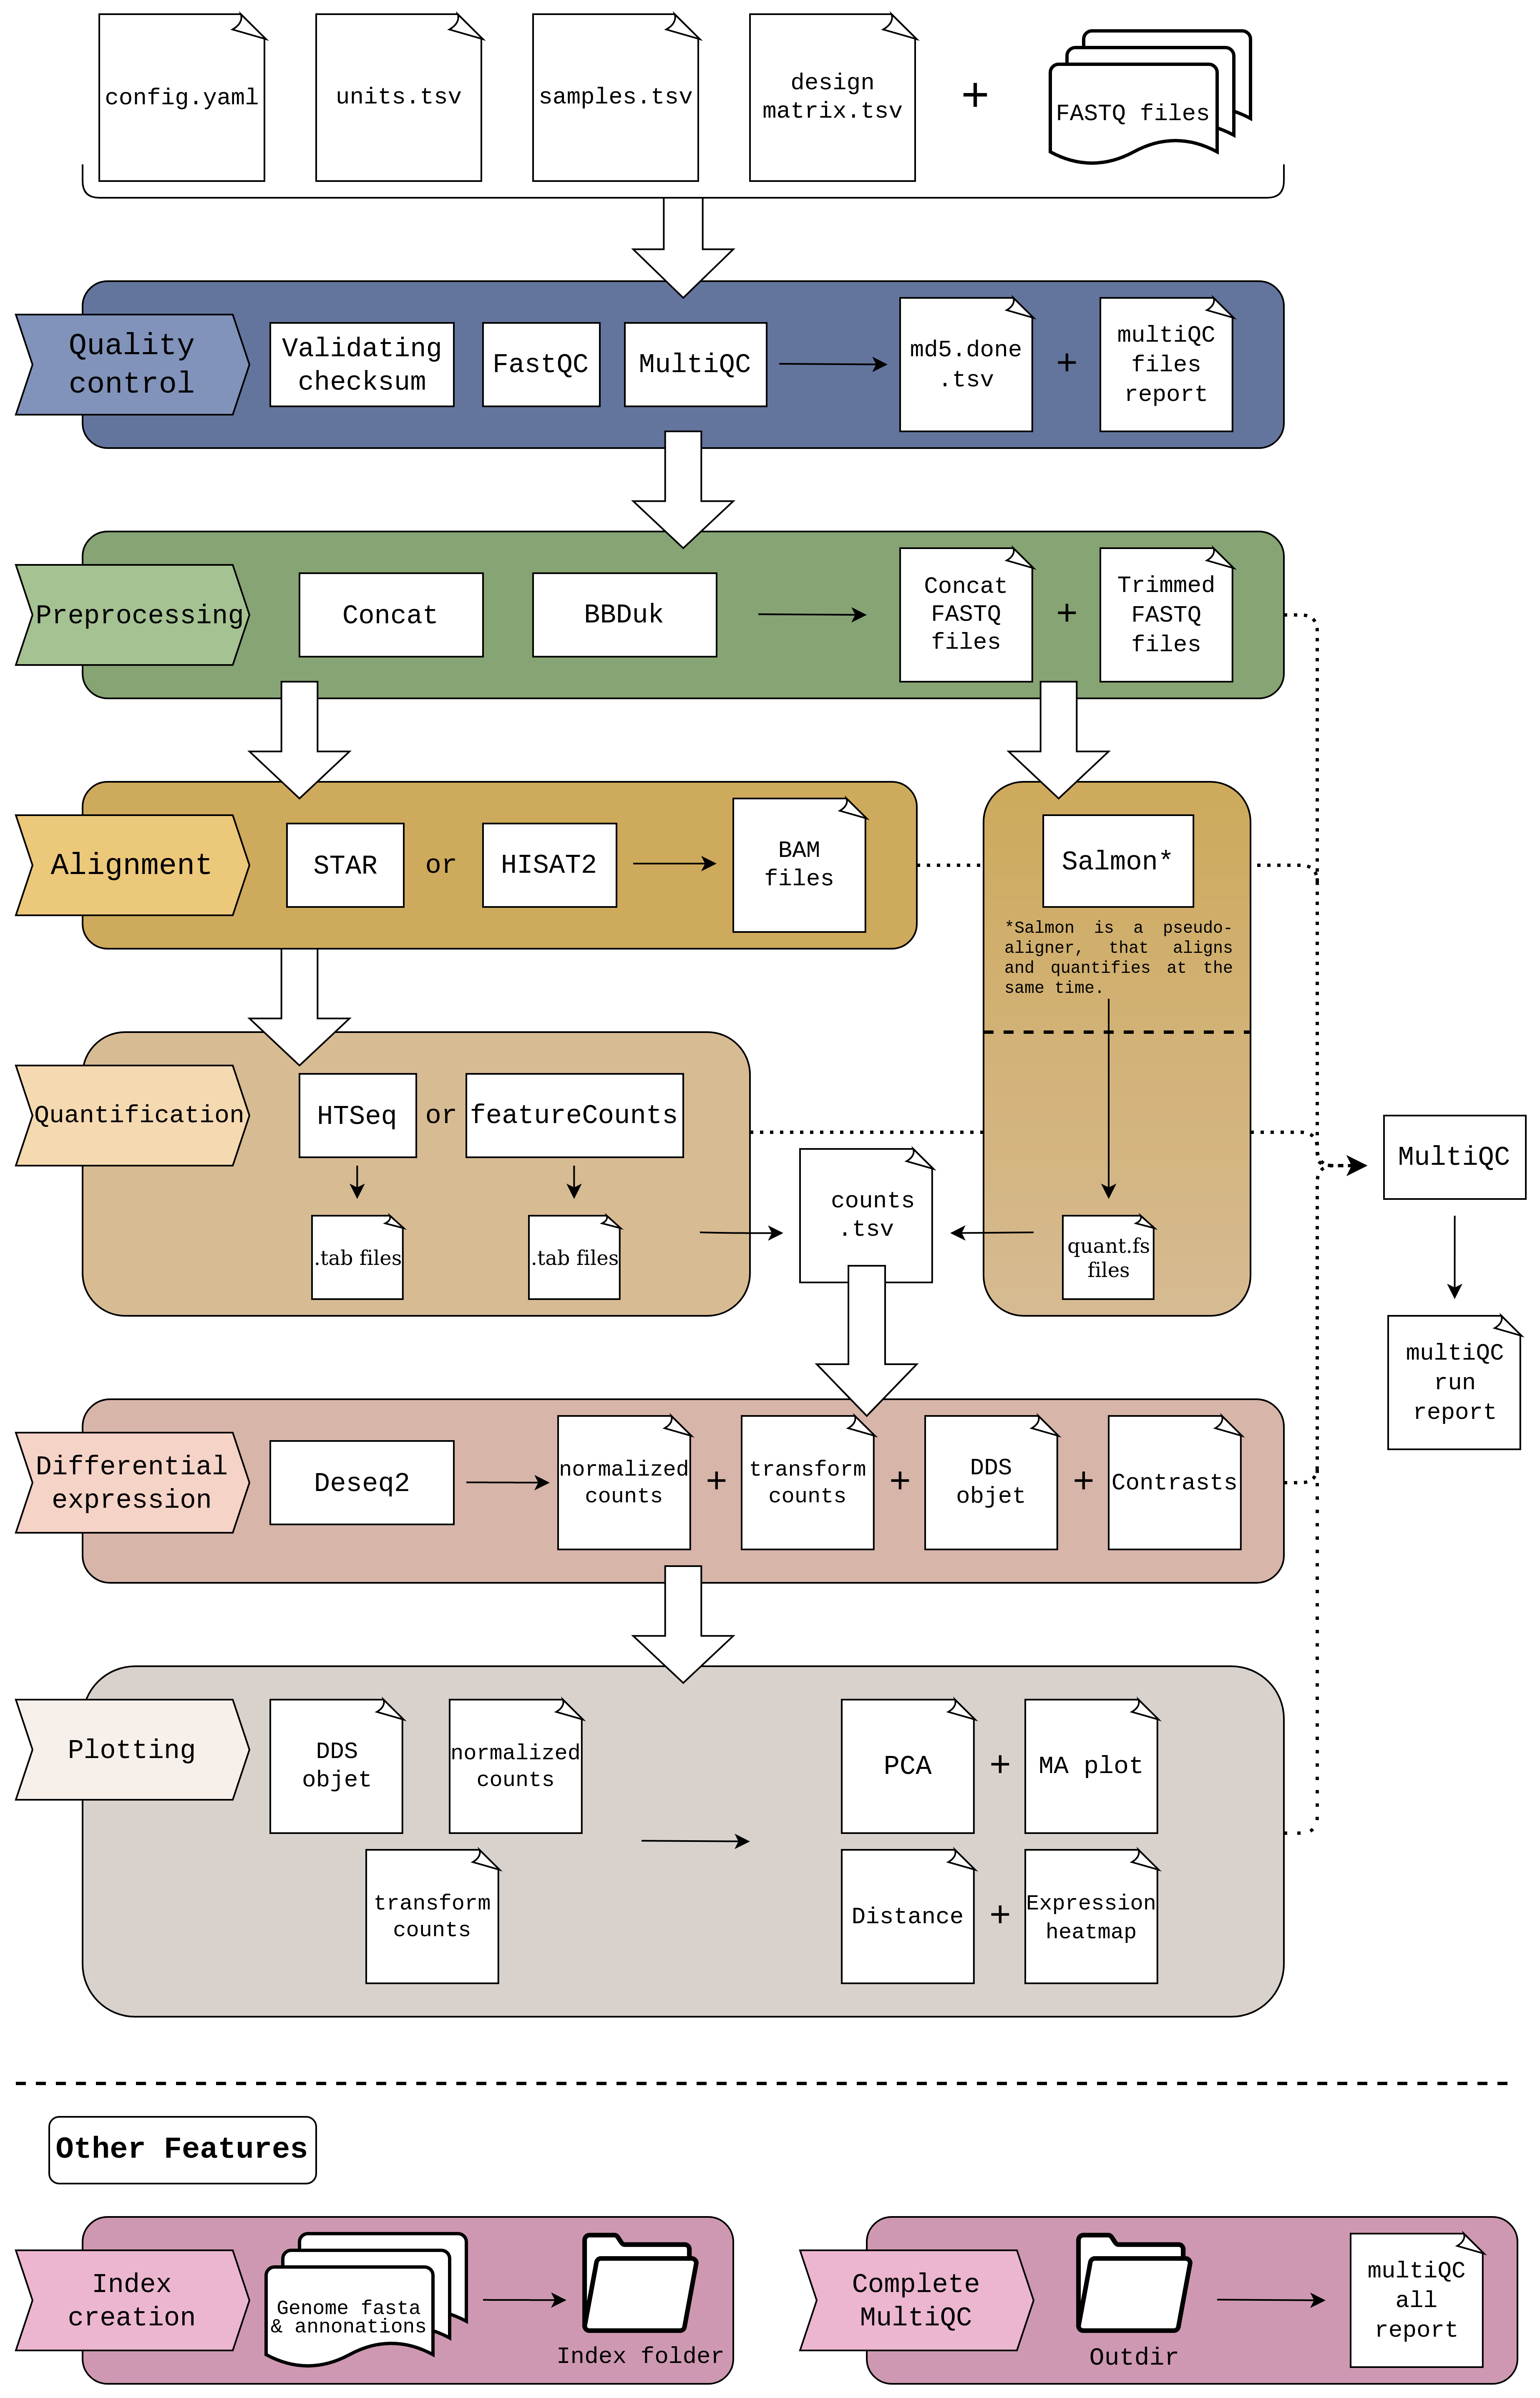 config.yaml
units.tsv
samples.tsv
design
matrix.tsv
+
FASTQ files
Quality
control
Validating
checksum
FastQC
MultiQC
md5.done
.tsv
+
multiQC
files
report
Preprocessing
Concat
BBDuk
Concat
FASTQ
files
+
Trimmed
FASTQ
files
Alignment
STAR
or
HISAT2
BAM
files
Salmon*
*Salmon is a pseudo-
aligner, that aligns
and quantifies at the
same time.
Quantification
HTSeq
or
featureCounts
.tab files
.tab files
counts
.tsv
quant.fs
files
MultiQC
multiQC
run
report
Differential
expression
Deseq2
normalized
counts
+
transform
counts
+
DDS
objet
+
Contrasts
Plotting
DDS
objet
normalized
counts
transform
counts
PCA
+
MA plot
Distance
+
Expression
heatmap
Other Features
Index
creation
Genome fasta
& annonations
Index folder
Complete
MultiQC
Outdir
multiQC
all
report